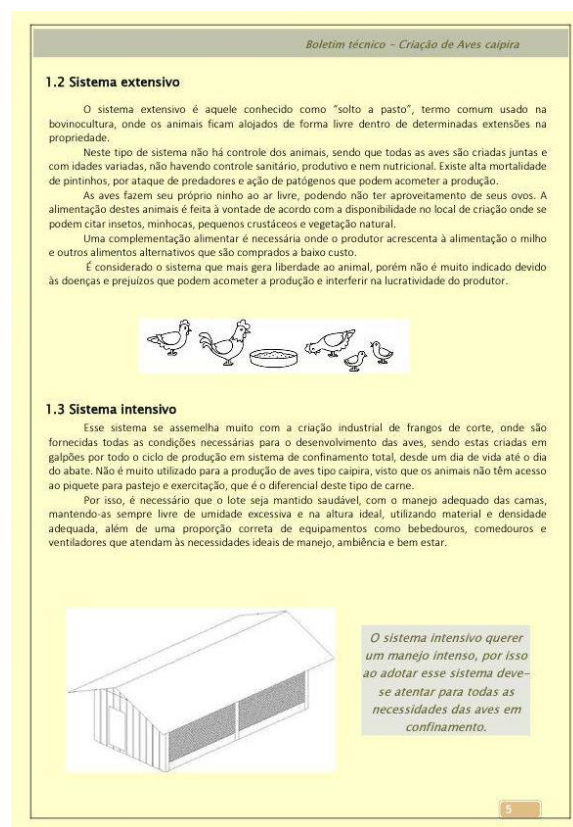 Boletim técnico – Criação de Aves caipira
1.2 Sistema extensivo
O sistema extensivo é aquele conhecido como “solto a pasto”, termo comum usado na
bovinocultura, onde os animais ficam alojados de forma livre dentro de determinadas extensões na
propriedade.
Neste tipo de sistema não há controle dos animais, sendo que todas as aves são criadas juntas e
com idades variadas, não havendo controle sanitário, produtivo e nem nutricional. Existe alta mortalidade
de pintinhos, por ataque de predadores e ação de patógenos que podem acometer a produção.
As aves fazem seu próprio ninho ao ar livre, podendo não ter aproveitamento de seus ovos. A
alimentação destes animais é feita à vontade de acordo com a disponibilidade no local de criação onde se
podem citar insetos, minhocas, pequenos crustáceos e vegetação natural.
Uma complementação alimentar é necessária onde o produtor acrescenta à alimentação o milho
e outros alimentos alternativos que são comprados a baixo custo.
É considerado o sistema que mais gera liberdade ao animal, porém não é muito indicado devido
às doenças e prejuízos que podem acometer a produção e interferir na lucratividade do produtor.
1.3 Sistema intensivo
Esse sistema se assemelha muito com a criação industrial de frangos de corte, onde são
fornecidas todas as condições necessárias para o desenvolvimento das aves, sendo estas criadas em
galpões por todo o ciclo de produção em sistema de confinamento total, desde um dia de vida até o dia
do abate. Não é muito utilizado para a produção de aves tipo caipira, visto que os animais não têm acesso
ao piquete para pastejo e exercitação, que é o diferencial deste tipo de carne.
Por isso, é necessário que o lote seja mantido saudável, com o manejo adequado das camas,
mantendo-as sempre livre de umidade excessiva e na altura ideal, utilizando material e densidade
adequada, além de uma proporção correta de equipamentos como bebedouros, comedouros e
ventiladores que atendam às necessidades ideais de manejo, ambiência e bem estar.
O sistema intensivo querer
um manejo intenso, por isso
ao adotar esse sistema deve-
se atentar para todas as
necessidades das aves em
confinamento.
5